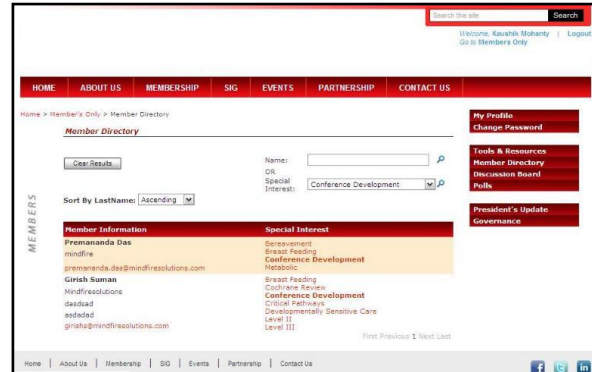 Search this site Search
Welcome, Kaushik Mohanty | Logout
Go to Members Only
HOME ABOUT US MEMBERSHIP SIG EVENTS PARTNERSHIP CONTACT US
Home > Member's Only > Member Directory
Member Directory
Clear Results
Name:
OR
Special Interest: Conference Development
Sort By LastName: Ascending
MEMBERS
Member Information Special Interest
Premananda Das
mindfire
premananda.das@mindfiresolutions.com
Bereavement
Breast Feeding
Conference Development
Metabolic
Girish Suman
Mindfiresolutions
dasdsad
asdadad
girishs@mindfiresolutions.com
Breast Feeding
Cochrane Review
Conference Development
Critical Pathways
Developmentally Sensitive Care
Level II
Level III
First Previous 1 Next Last
My Profile
Change Password
Tools & Resources
Member Directory
Discussion Board
Polls
President's Update
Governance
Home | About Us | Membership | SIG | Events | Partnership | Contact Us
f in